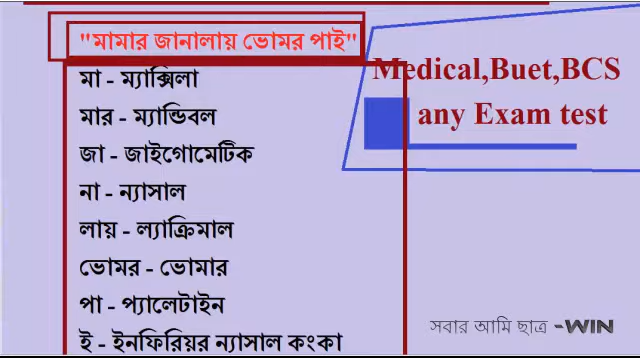 "মামার জানালায় ভোমর পাই"
মা - ম্যাক্সিলা
মার - ম্যান্ডিবল
জা - জাইগোমেটিক
না - ন্যাসাল
লায় - ল্যাক্রিমাল
ভোমর - ভোমার
পা - প্যালেটাইন
ই - ইনফিরিয়র ন্যাসাল কংকা
Medical,Buet,BCS
any Exam test
সবার আমি ছাত্র -WIN